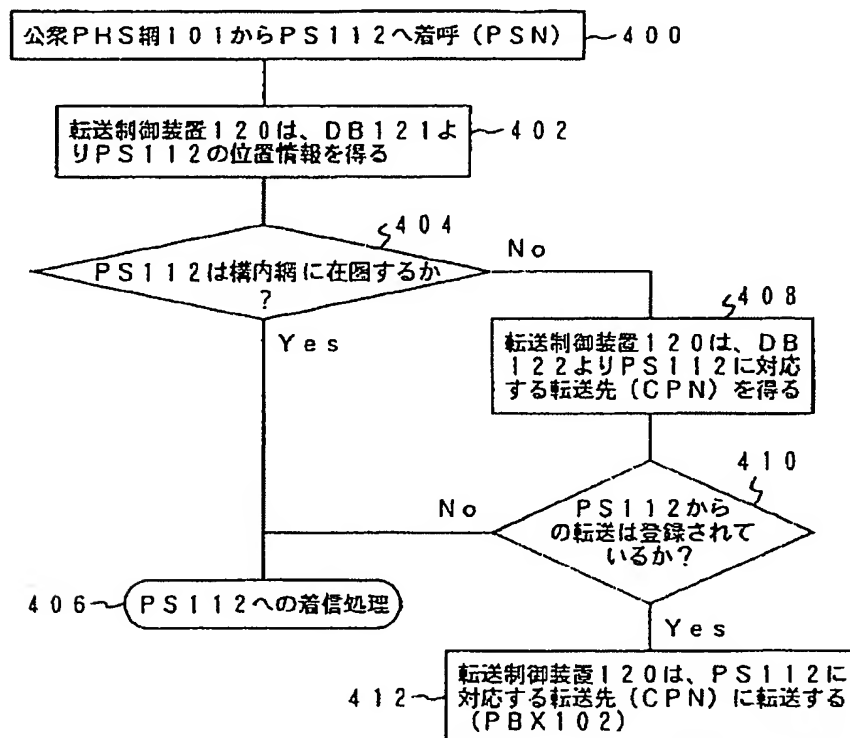 公衆PHS網101からPS112へ着呼(PSN)
400
転送制御装置120は、DB121よ
りPS112の位置情報を得る
402
404
PS112は構内網に在圏するか
?
No
Yes
408
転送制御装置120は、DB
122よりPS112に対応
する転送先(CPN)を得る
410
PS112から
の転送は登録されて
いるか?
No
406
PS112への着信処理
Yes
412
転送制御装置120は、PS112に
対応する転送先(CPN)に転送する
(PBX102)